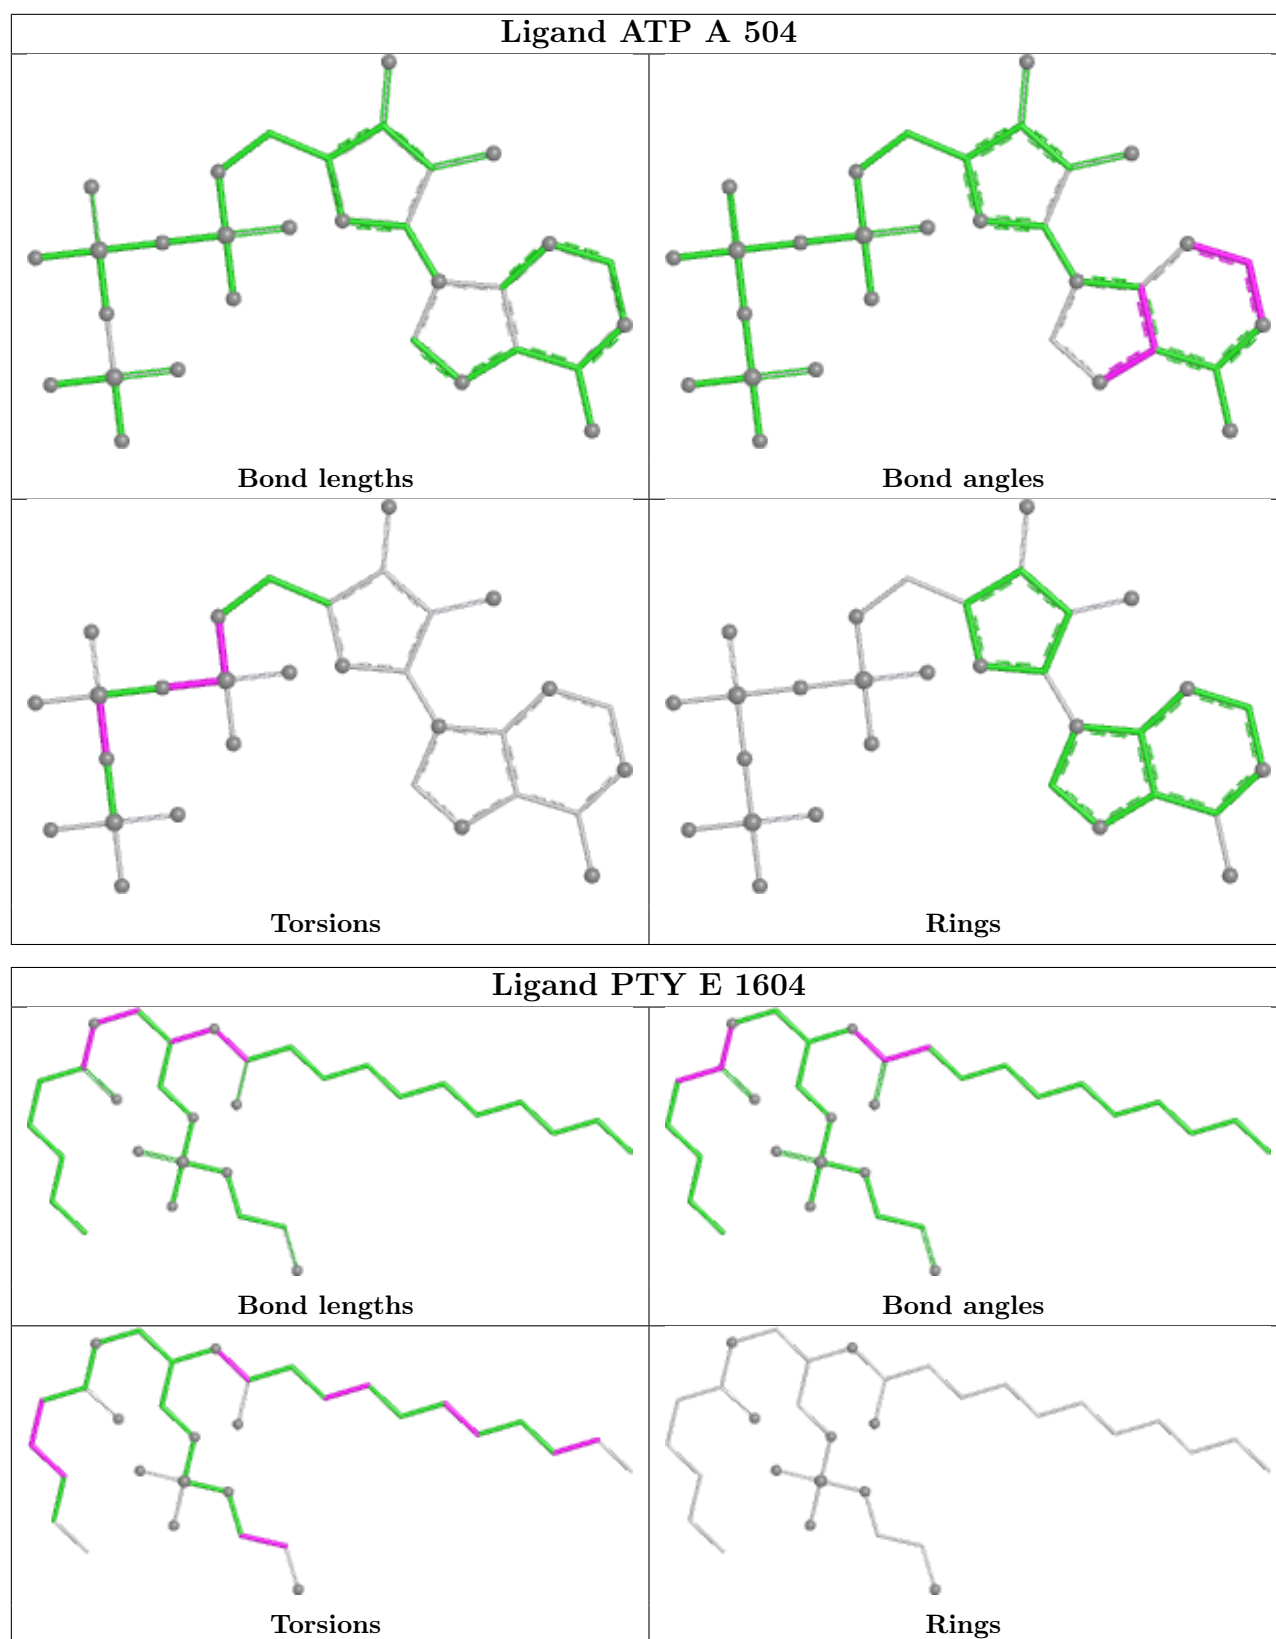 Ligand ATP A 504
Bond lengths
Bond angles
Torsions
Rings
Ligand PTY E 1604
Bond lengths
Bond angles
Torsions
Rings